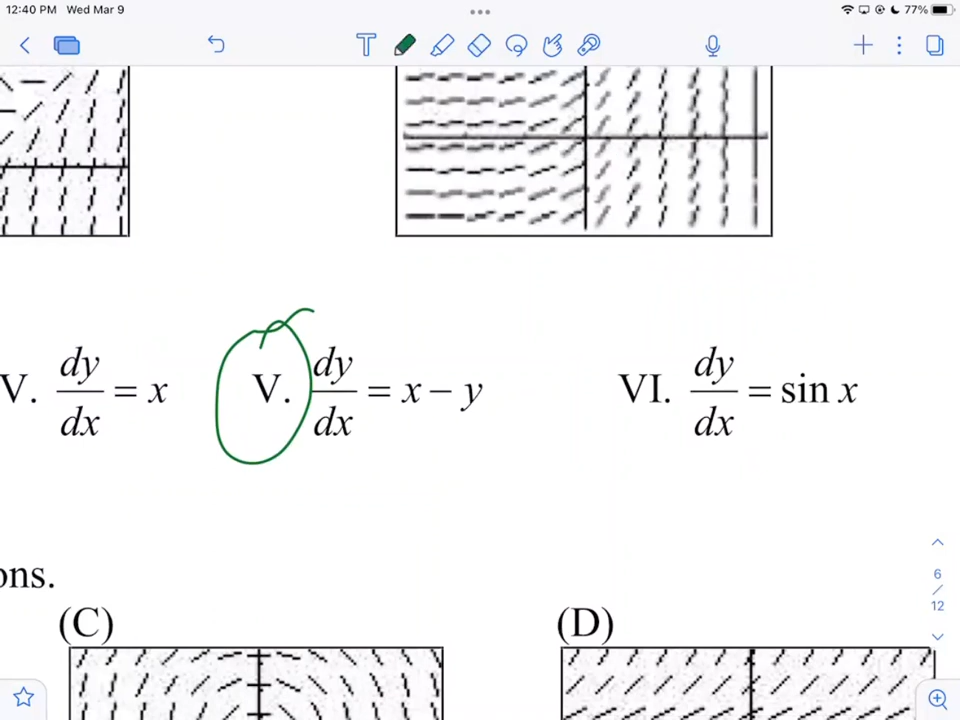 12:40 PM Wed Mar 9
77%
T
V. dy/dx = x
V. dy/dx = x − y
VI. dy/dx = sin x
6
/
12
ons.
(C)
(D)